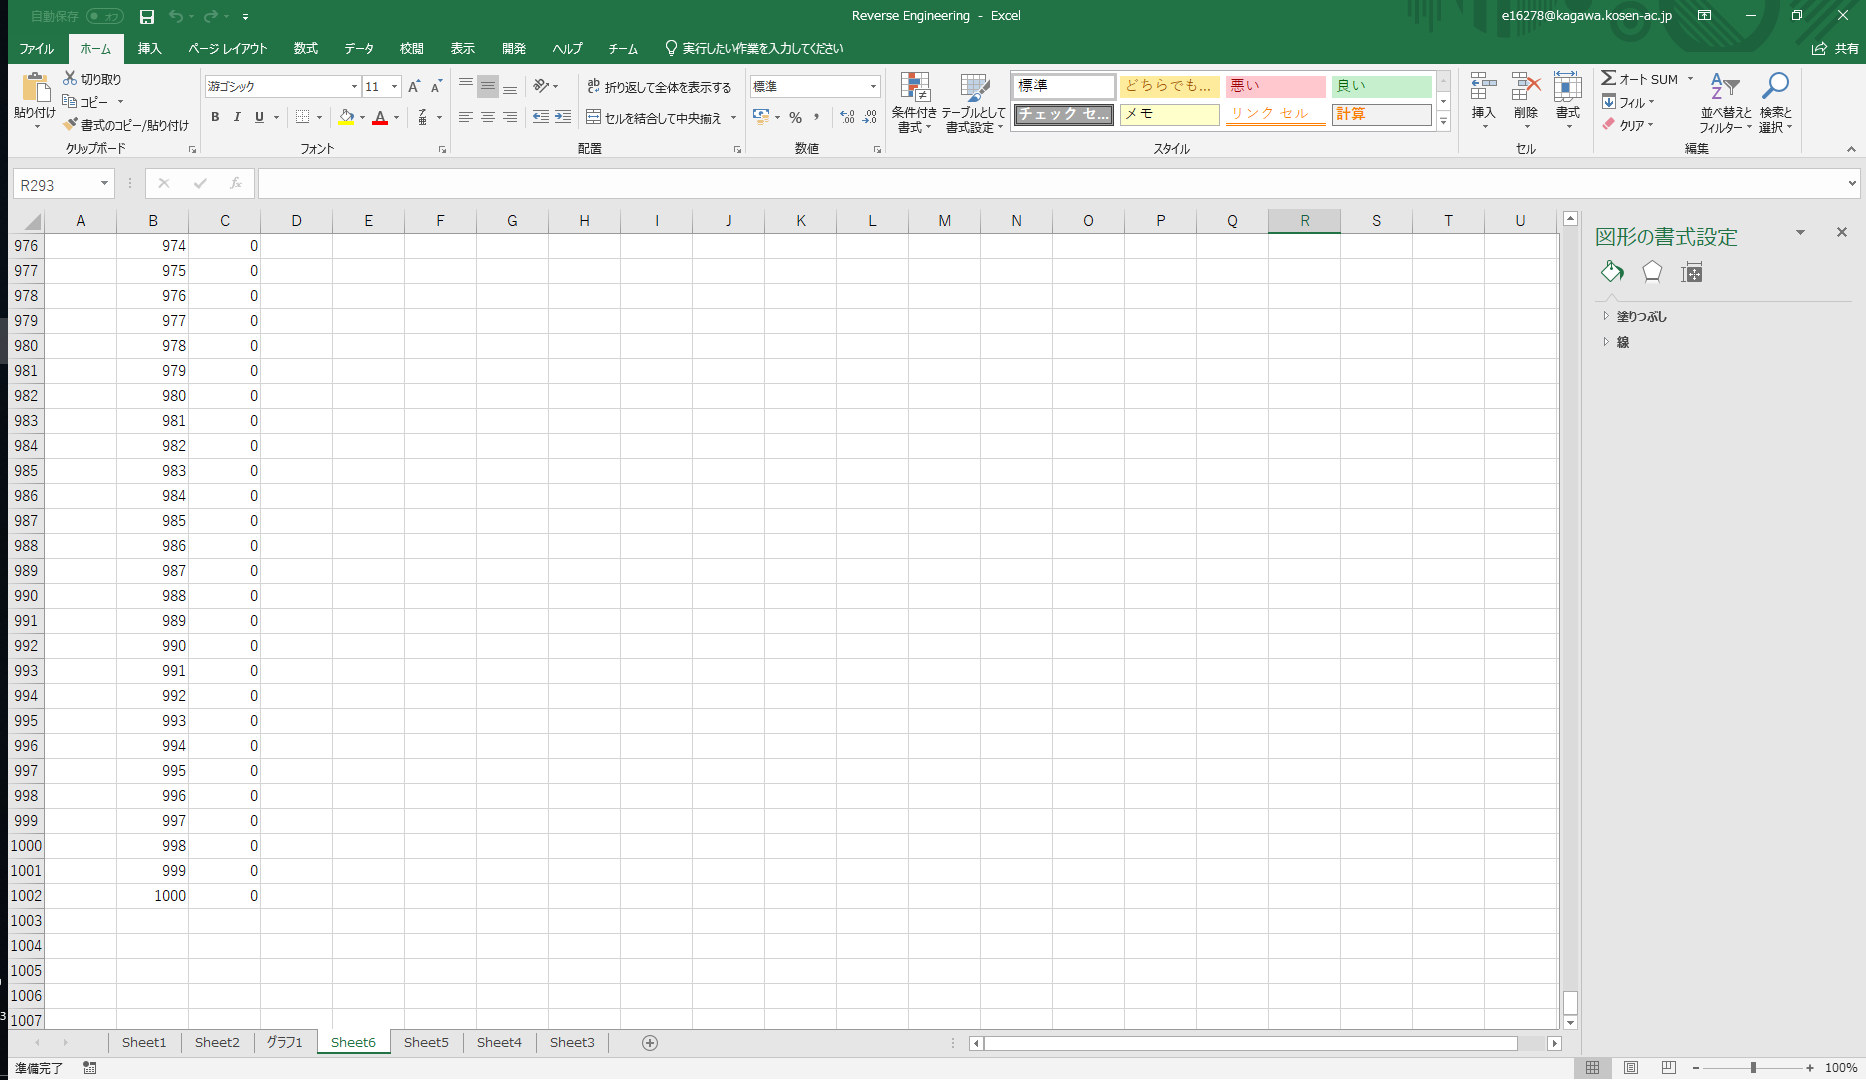 自動保存 オフ
Reverse Engineering - Excel
e16278@kagawa.kosen-ac.jp
ファイル ホーム 挿入 ページ レイアウト 数式 データ 校閲 表示 開発 ヘルプ チーム 実行したい作業を入力してください 共有
貼り付け
切り取り
コピー
書式のコピー/貼り付け
クリップボード
游ゴシック 11
B I U
フォント
折り返して全体を表示する
セルを結合して中央揃え
配置
標準
%
数値
条件付き書式
テーブルとして書式設定
標準 どちらでも... 悪い 良い
チェック セ... メモ リンク セル 計算
スタイル
挿入 削除 書式
セル
オート SUM
フィル
クリア
並べ替えとフィルター
検索と選択
編集
R293
fx
A B C D E F G H I J K L M N O P Q R S T U
976 974 0
977 975 0
978 976 0
979 977 0
980 978 0
981 979 0
982 980 0
983 981 0
984 982 0
985 983 0
986 984 0
987 985 0
988 986 0
989 987 0
990 988 0
991 989 0
992 990 0
993 991 0
994 992 0
995 993 0
996 994 0
997 995 0
998 996 0
999 997 0
1000 998 0
1001 999 0
1002 1000 0
1003
1004
1005
1006
1007
図形の書式設定
塗りつぶし
線
Sheet1 Sheet2 グラフ1 Sheet6 Sheet5 Sheet4 Sheet3
準備完了
100%